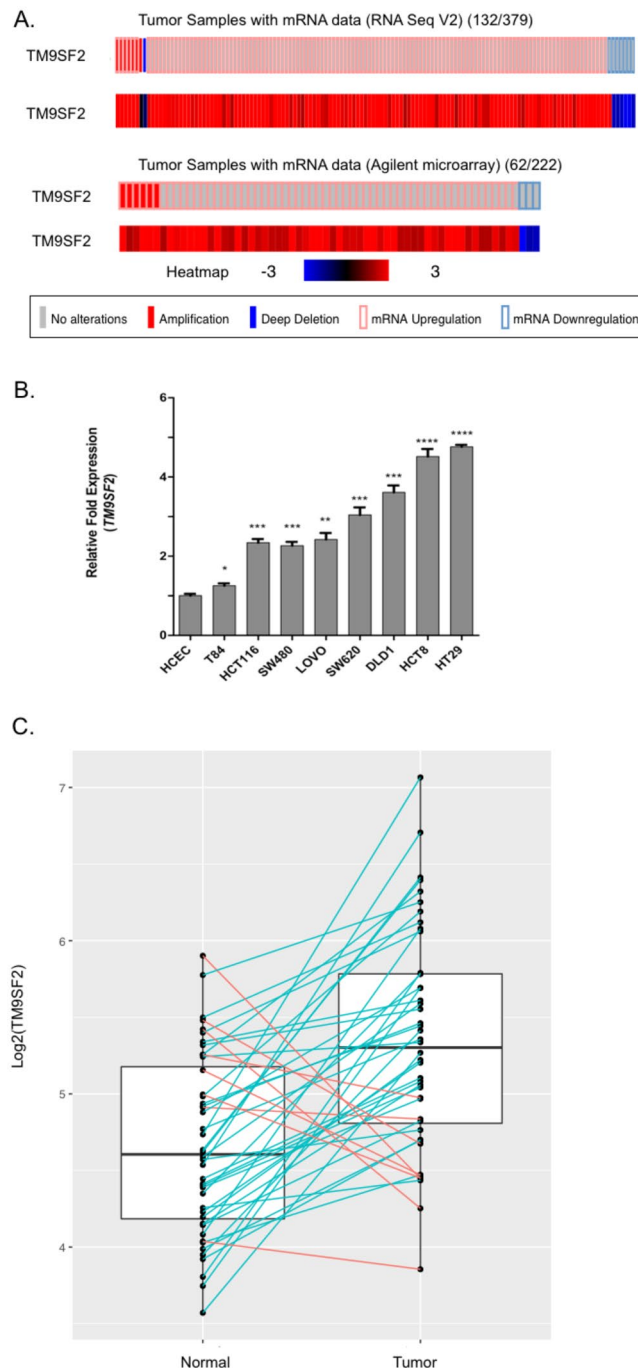 A.
Tumor Samples with mRNA data (RNA Seq V2) (132/379)
TM9SF2
TM9SF2
Tumor Samples with mRNA data (Agilent microarray) (62/222)
TM9SF2
TM9SF2
Heatmap -3 3
No alterations Amplification Deep Deletion mRNA Upregulation mRNA Downregulation
B.
Relative Fold Expression
(TM9SF2)
6
4
2
0
* *** *** ** *** *** **** ****
HCEC T84 HCT116 SW480 LOVO SW620 DLD1 HCT8 HT29
C.
Log2(TM9SF2)
7
6
5
4
Normal Tumor